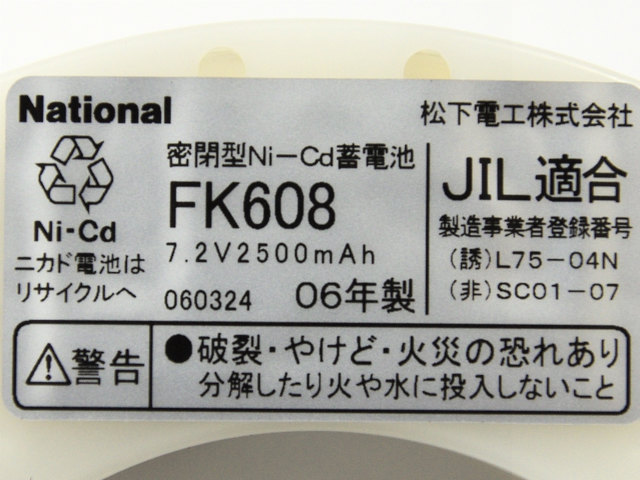 National
松下電工株式会社
Ni-Cd
ニカド電池は
リサイクルへ
密閉型Ni-Cd蓄電池
FK608
7.2V2500mAh
060324 06年製
JIL適合
製造事業者登録番号
(誘)L75-04N
(非)SC01-07
警告
●破裂・やけど・火災の恐れあり
分解したり火や水に投入しないこと